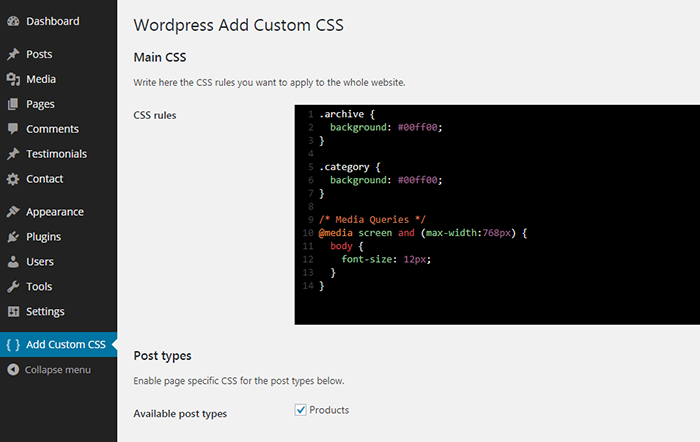 Dashboard
Posts
Media
Pages
Comments
Testimonials
Contact
Appearance
Plugins
Users
Tools
Settings
{ } Add Custom CSS
Collapse menu
Wordpress Add Custom CSS
Main CSS
Write here the CSS rules you want to apply to the whole website.
CSS rules
1 .archive {
2   background: #00ff00;
3 }
4
5 .category {
6   background: #00ff00;
7 }
8
9 /* Media Queries */
10 @media screen and (max-width:768px) {
11   body {
12     font-size: 12px;
13   }
14 }
Post types
Enable page specific CSS for the post types below.
Available post types
Products